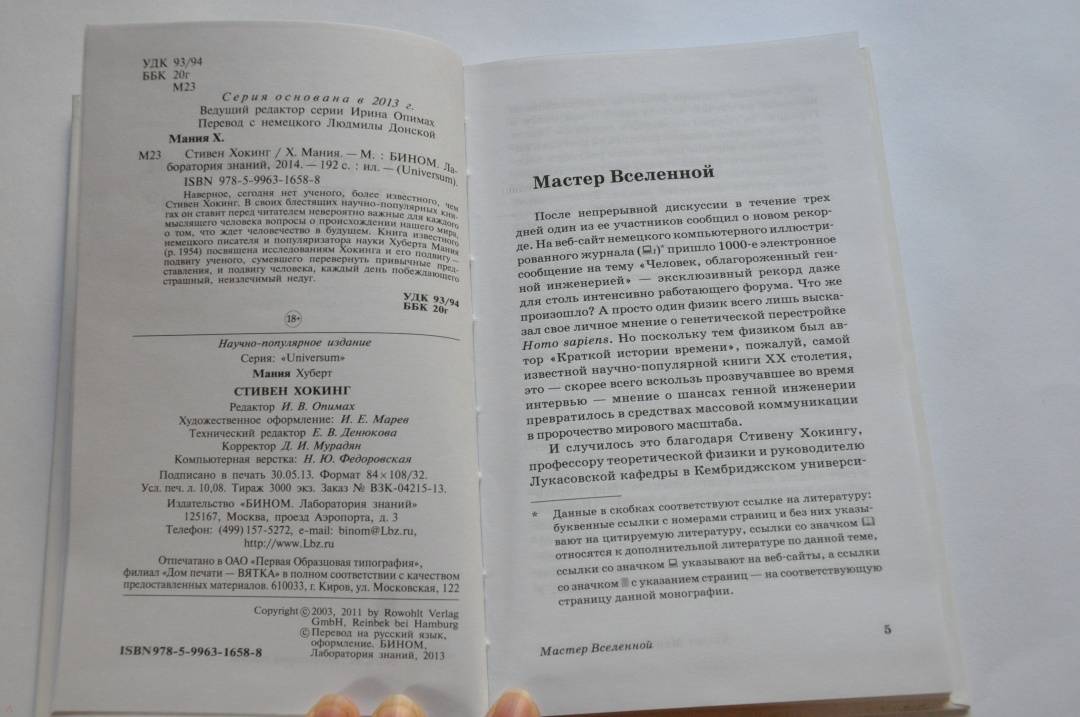 УДК 93/94
ББК 20г
М23
Серия основана в 2013 г.
Ведущий редактор серии Ирина Опимах
Перевод с немецкого Людмилы Донской
Мания Х.
М23 Стивен Хокинг / Х. Мания. — М. : БИНОМ. Ла-
боратория знаний, 2014. — 192 с. : ил. — (Universum).
ISBN 978-5-9963-1658-8
Наверное, сегодня нет ученого, более известного, чем
Стивен Хокинг. В своих блестящих научно-популярных кни-
гах он ставит перед читателем невероятно важные для каждого
мыслящего человека вопросы о происхождении нашего мира,
о том, что ждет человечество в будущем. Книга известного
немецкого писателя и популяризатора науки Хуберта Мания
(р. 1954) посвящена исследованиям Хокинга и его подвигу —
подвигу ученого, сумевшего перевернуть привычные пред-
ставления, и подвигу человека, каждый день побеждающего
страшный, неизлечимый недуг.
УДК 93/94
ББК 20г
18+
Научно-популярное издание
Серия: «Universum»
Мания Хуберт
СТИВЕН ХОКИНГ
Редактор И. В. Опимах
Художественное оформление: И. Е. Марев
Технический редактор Е. В. Денюкова
Корректор Д. И. Мурадян
Компьютерная верстка: Н. Ю. Федоровская
Подписано в печать 30.05.13. Формат 84×108/32.
Усл. печ. л. 10,08. Тираж 3000 экз. Заказ № ВЗК-04215-13.
Издательство «БИНОМ. Лаборатория знаний»
125167, Москва, проезд Аэропорта, д. 3
Телефон: (499) 157-5272, e-mail: binom@Lbz.ru,
http://www.Lbz.ru
Отпечатано в ОАО «Первая Образцовая типография»,
филиал «Дом печати — ВЯТКА» в полном соответствии с качеством
предоставленных материалов. 610033, г. Киров, ул. Московская, 122
Copyright © 2003, 2011 by Rowohlt Verlag
GmbH, Reinbek bei Hamburg
© Перевод на русский язык,
оформление. БИНОМ.
Лаборатория знаний, 2013
ISBN 978-5-9963-1658-8
Мастер Вселенной
После непрерывной дискуссии в течение трех
дней один из ее участников сообщил о новом рекор-
де. На веб-сайт немецкого компьютерного иллюстри-
рованного журнала (💻1)* пришло 1000-е электронное
сообщение на тему «Человек, облагороженный ген-
ной инженерией» — эксклюзивный рекорд даже
для столь интенсивно работающего форума. Что же
произошло? А просто один физик всего лишь выска-
зал свое личное мнение о генетической перестройке
Homo sapiens. Но поскольку тем физиком был ав-
тор «Краткой истории времени», пожалуй, самой
известной научно-популярной книги XX столетия,
это — скорее всего вскользь прозвучавшее во время
интервью — мнение о шансах генной инженерии
превратилось в средствах массовой коммуникации
в пророчество мирового масштаба.
И случилось это благодаря Стивену Хокингу,
профессору теоретической физики и руководителю
Лукасовской кафедры в Кембриджском универси-
* Данные в скобках соответствуют ссылке на литературу:
буквенные ссылки с номерами страниц и без них указы-
вают на цитируемую литературу, ссылки со значком 📖
относятся к дополнительной литературе по данной теме,
ссылки со значком 💻 указывают на веб-сайты, а ссылки
со значком 📄 с указанием страниц — на соответствующую
страницу данной монографии.
5
Мастер Вселенной